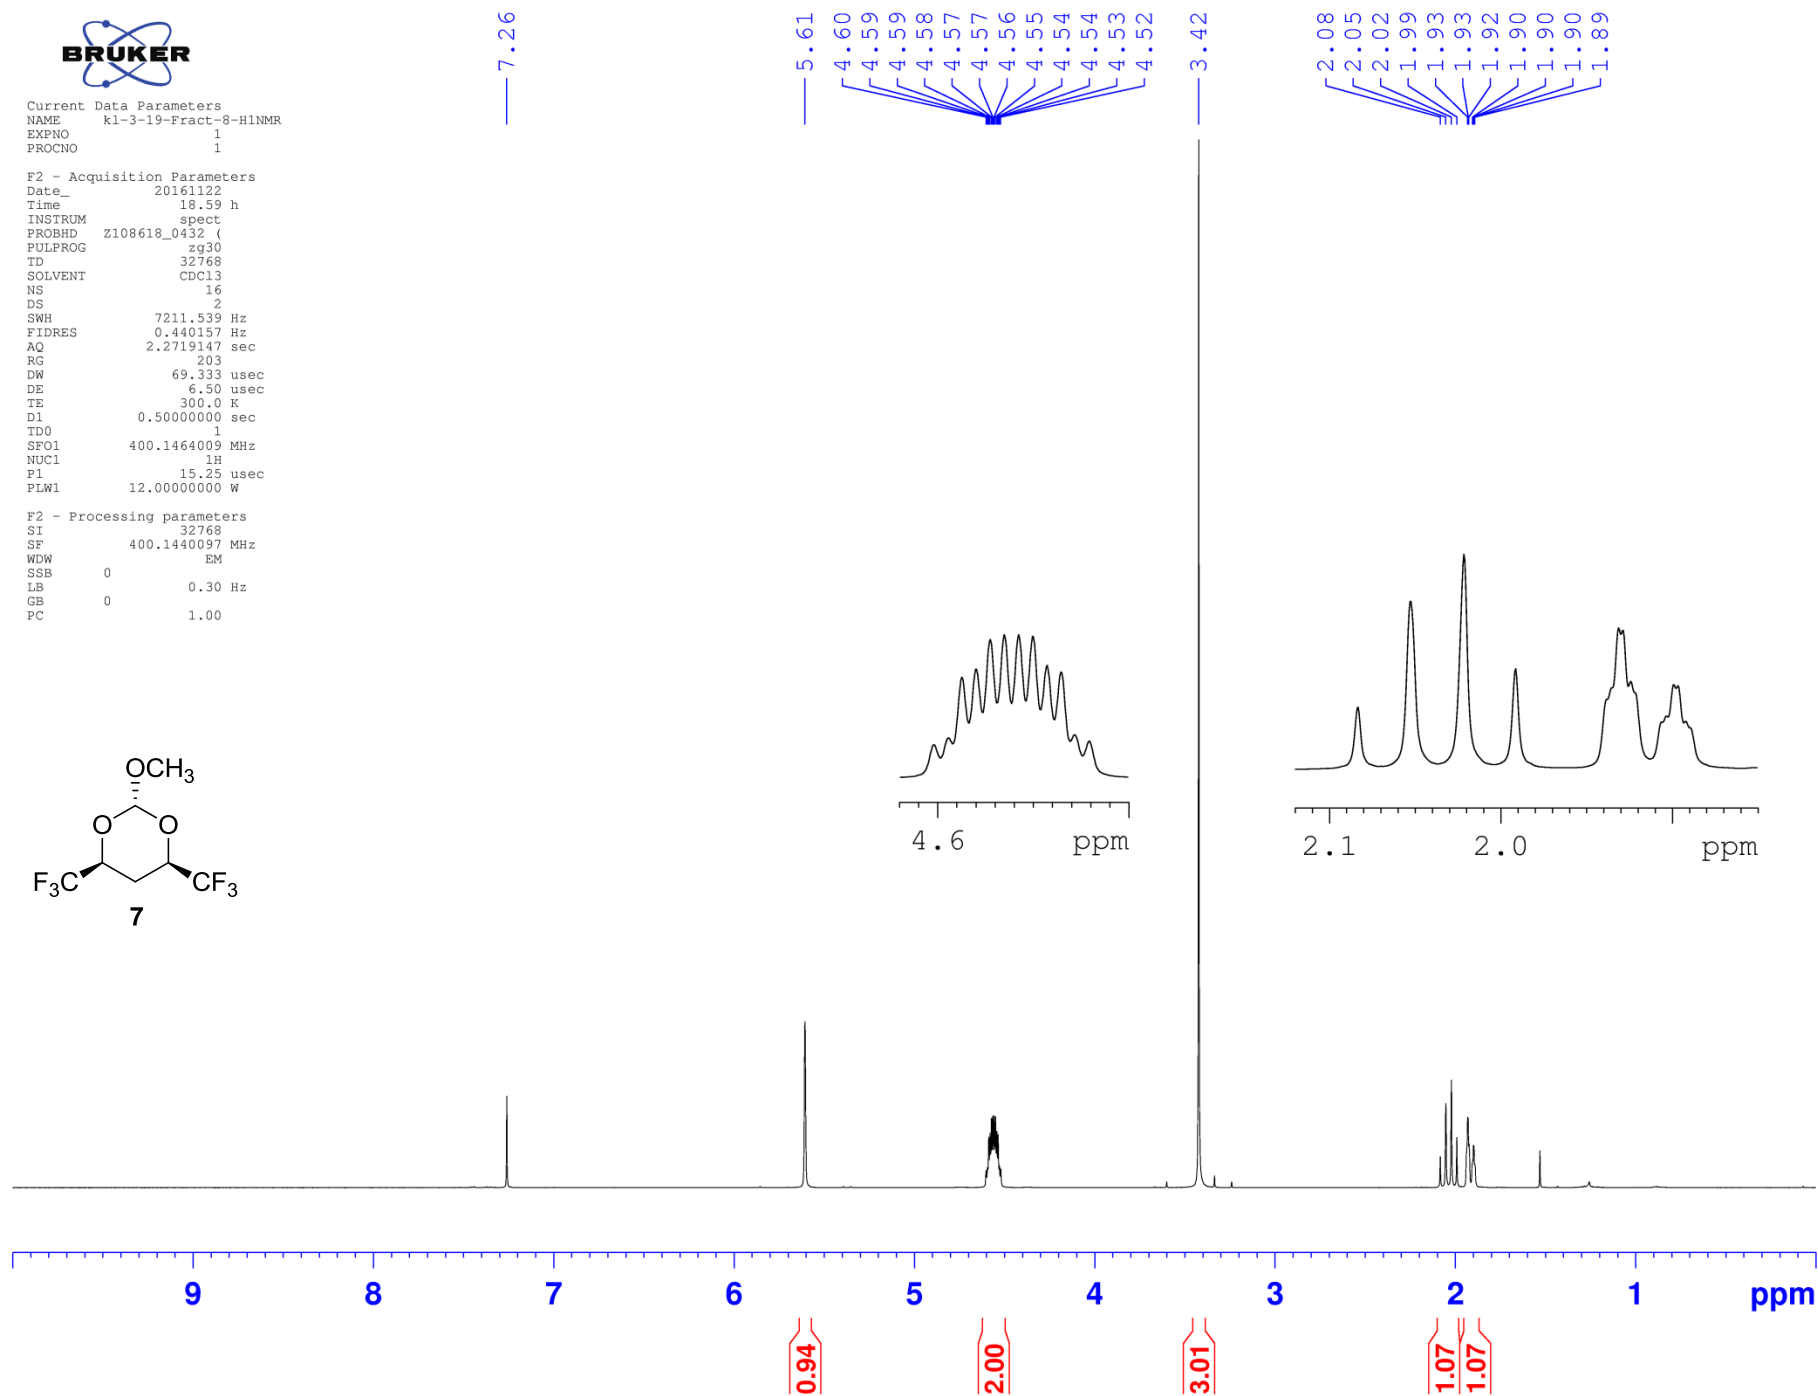 BRUKER
Current Data Parameters
NAME kl-3-19-Fract-8-H1NMR
EXPNO 1
PROCNO 1
F2 - Acquisition Parameters
Date_ 20161122
Time 18.59 h
INSTRUM spect
PROBHD Z108618_0432 (
PULPROG zg30
TD 32768
SOLVENT CDCl3
NS 16
DS 2
SWH 7211.539 Hz
FIDRES 0.440157 Hz
AQ 2.2719147 sec
RG 203
DW 69.333 usec
DE 6.50 usec
TE 300.0 K
D1 0.50000000 sec
TD0 1
SFO1 400.1464009 MHz
NUC1 1H
P1 15.25 usec
PLW1 12.00000000 W
F2 - Processing parameters
SI 32768
SF 400.1440097 MHz
WDW EM
SSB 0
LB 0.30 Hz
GB 0
PC 1.00
7.26
5.61
4.60
4.59
4.59
4.58
4.57
4.57
4.56
4.55
4.54
4.54
4.53
4.52
3.42
2.08
2.05
2.02
1.99
1.93
1.93
1.92
1.90
1.90
1.90
1.89
4.6 ppm
2.1 2.0 ppm
OCH3
O O
F3C CF3
7
9 8 7 6 5 4 3 2 1 ppm
0.94
2.00
3.01
1.07
1.07